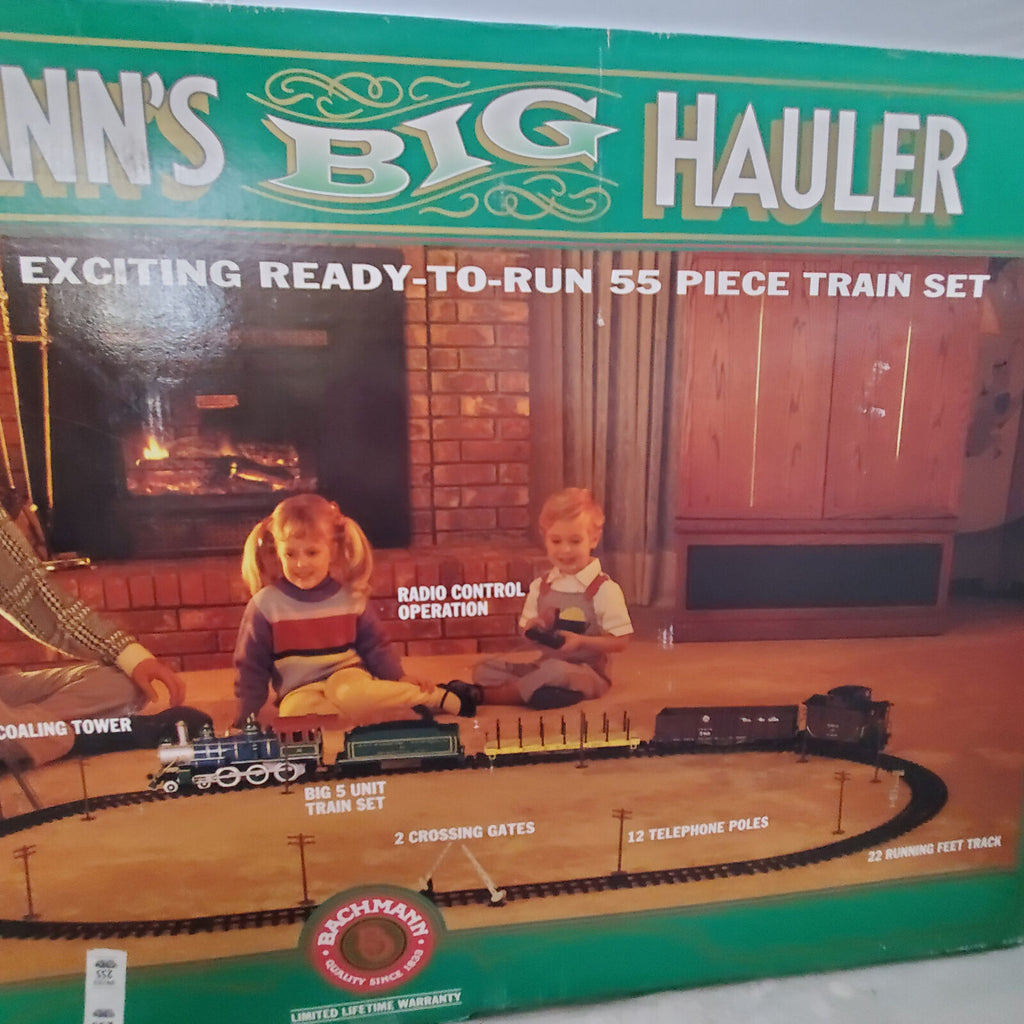 ANN'S BIG HAULER
EXCITING READY-TO-RUN 55 PIECE TRAIN SET
RADIO CONTROL
OPERATION
COALING TOWER
BIG 5 UNIT
TRAIN SET
2 CROSSING GATES
12 TELEPHONE POLES
22 RUNNING FEET TRACK
BACHMANN
QUALITY SINCE 1833
LIMITED LIFETIME WARRANTY
255